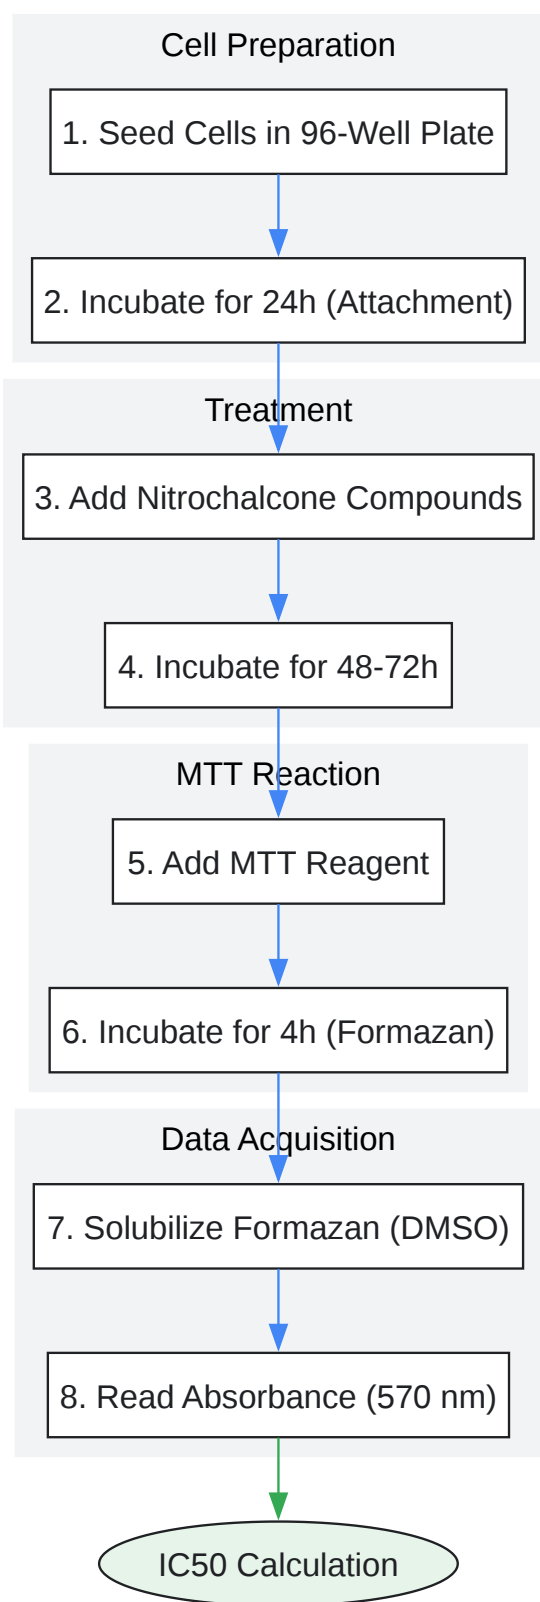 Cell Preparation
1. Seed Cells in 96-Well Plate
2. Incubate for 24h (Attachment)
Treatment
3. Add Nitrochalcone Compounds
4. Incubate for 48-72h
MTT Reaction
5. Add MTT Reagent
6. Incubate for 4h (Formazan)
Data Acquisition
7. Solubilize Formazan (DMSO)
8. Read Absorbance (570 nm)
IC50 Calculation